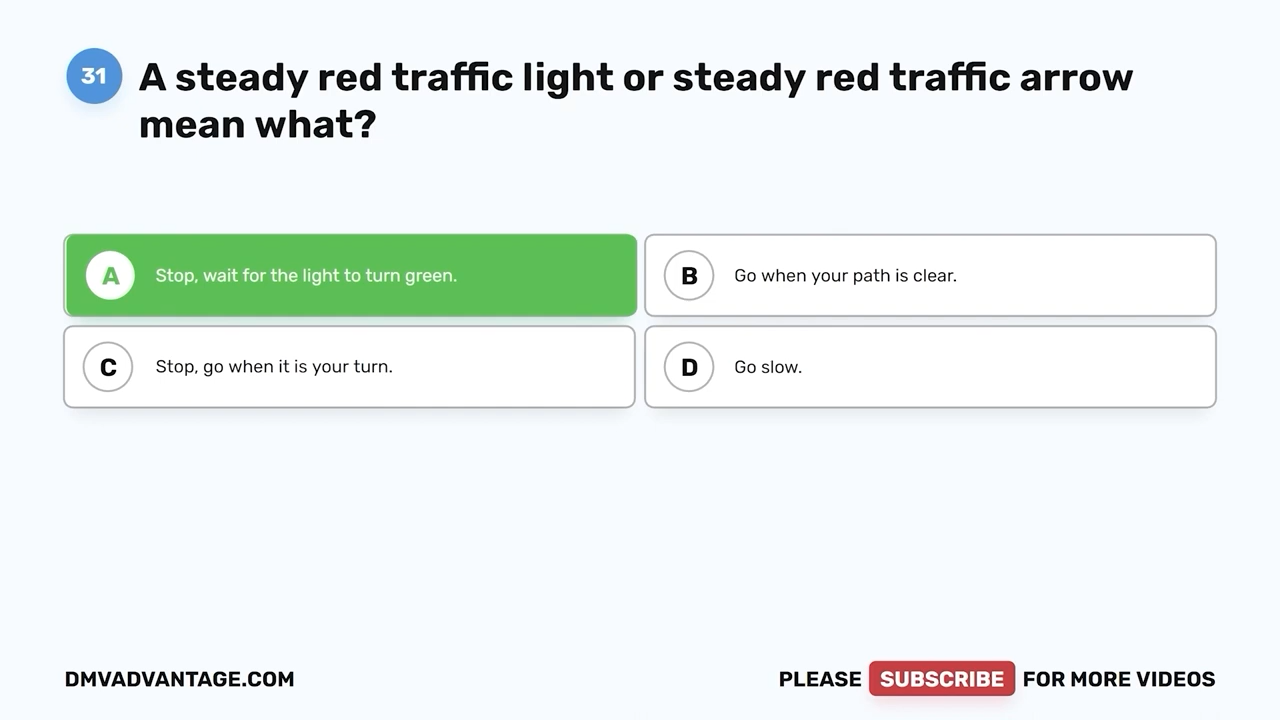 31
A steady red traffic light or steady red traffic arrow
mean what?
A Stop, wait for the light to turn green.
B Go when your path is clear.
C Stop, go when it is your turn.
D Go slow.
DMVADVANTAGE.COM
PLEASE SUBSCRIBE FOR MORE VIDEOS